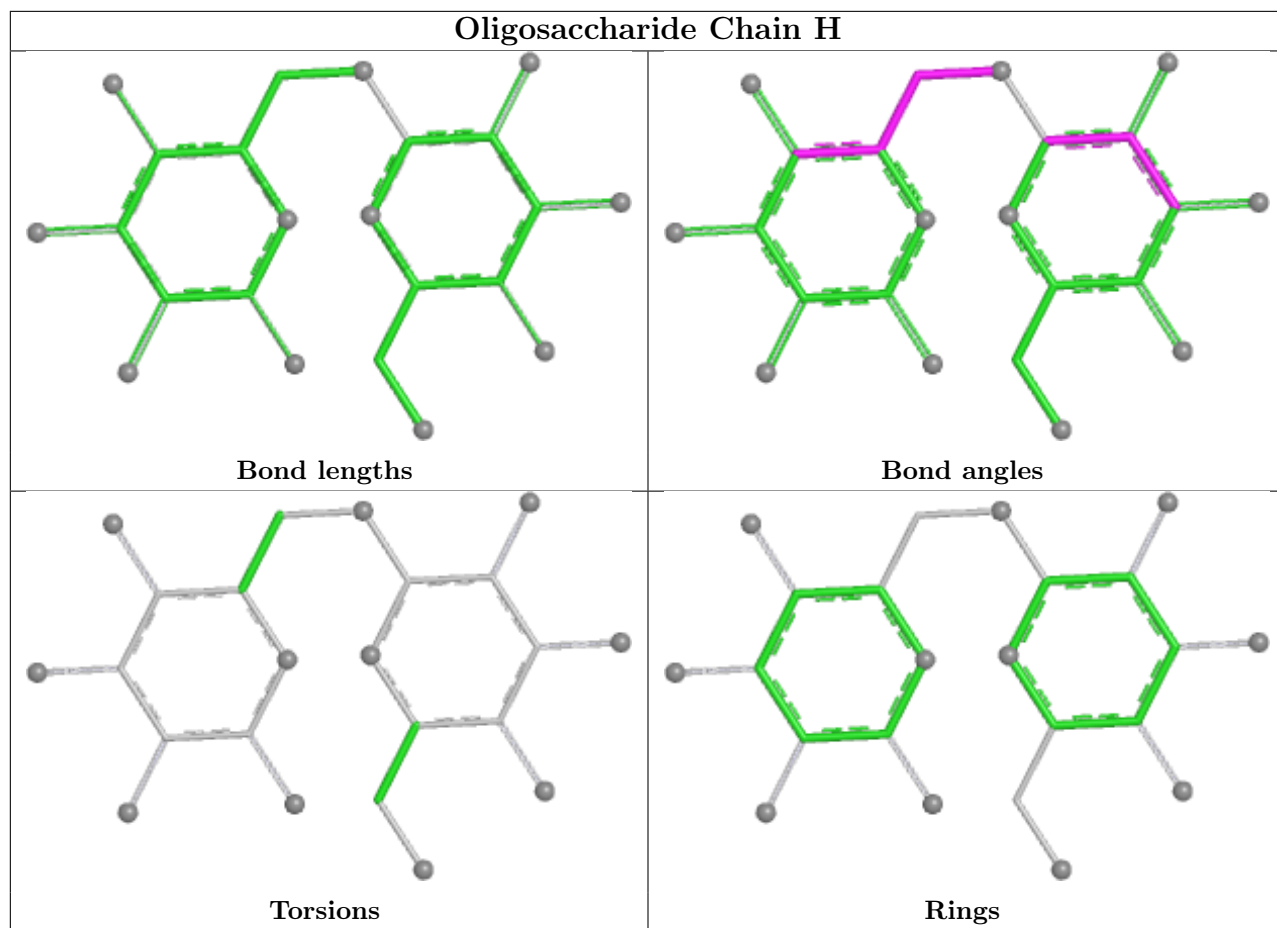 Oligosaccharide Chain H
Bond lengths
Bond angles
Torsions
Rings